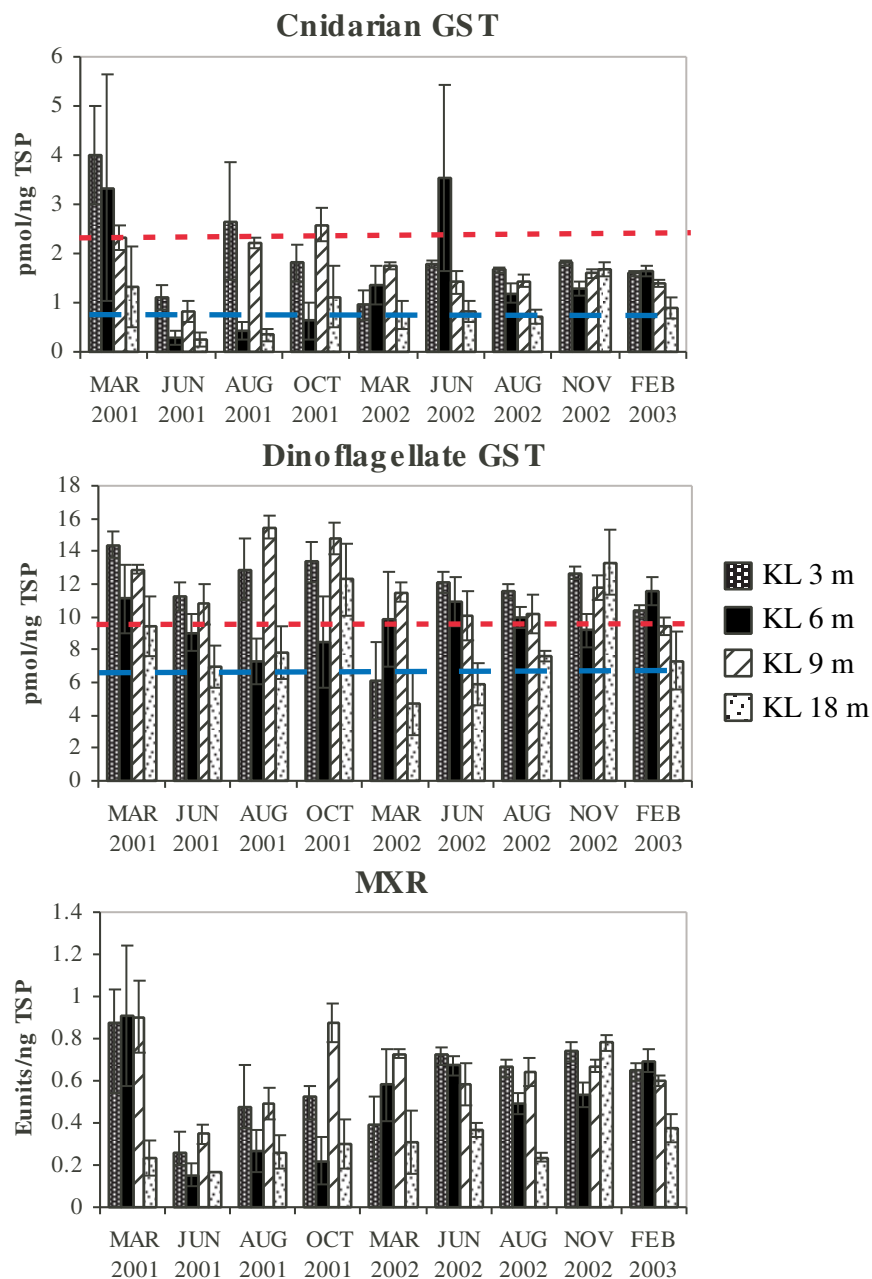 Cnidarian GST
6
5
4
3
2
1
0
pmol/ng TSP
MAR JUN AUG OCT MAR JUN AUG NOV FEB
2001 2001 2001 2001 2002 2002 2002 2002 2003
Dinoflagellate GST
18
16
14
12
10
8
6
4
2
0
pmol/ng TSP
MAR JUN AUG OCT MAR JUN AUG NOV FEB
2001 2001 2001 2001 2002 2002 2002 2002 2003
KL 3 m
KL 6 m
KL 9 m
KL 18 m
MXR
1.4
1.2
1
0.8
0.6
0.4
0.2
0
Eunits/ng TSP
MAR JUN AUG OCT MAR JUN AUG NOV FEB
2001 2001 2001 2001 2002 2002 2002 2002 2003